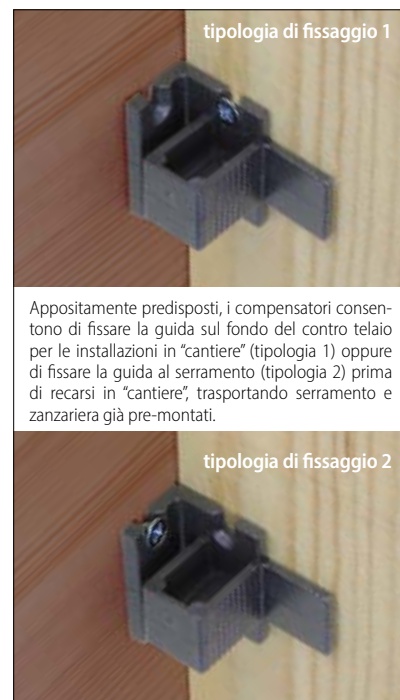 tipologia di fissaggio 1
Appositamente predisposti, i compensatori consen-
tono di fissare la guida sul fondo del contro telaio
per le installazioni in “cantiere” (tipologia 1) oppure
di fissare la guida al serramento (tipologia 2) prima
di recarsi in “cantiere”, trasportando serramento e
zanzariera già pre-montati.
tipologia di fissaggio 2